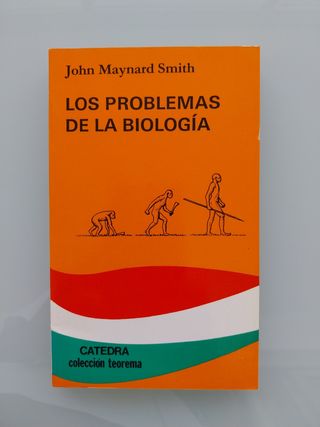 John Maynard Smith
LOS PROBLEMAS
DE LA BIOLOGÍA
CATEDRA
colección teorema